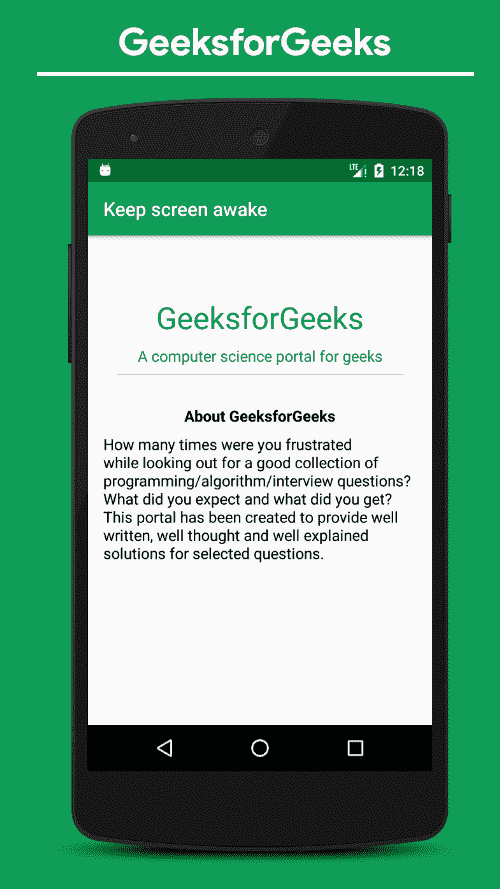 GeeksforGeeks
LTE 12:18
Keep screen awake
GeeksforGeeks
A computer science portal for geeks
About GeeksforGeeks
How many times were you frustrated
while looking out for a good collection of
programming/algorithm/interview questions?
What did you expect and what did you get?
This portal has been created to provide well
written, well thought and well explained
solutions for selected questions.